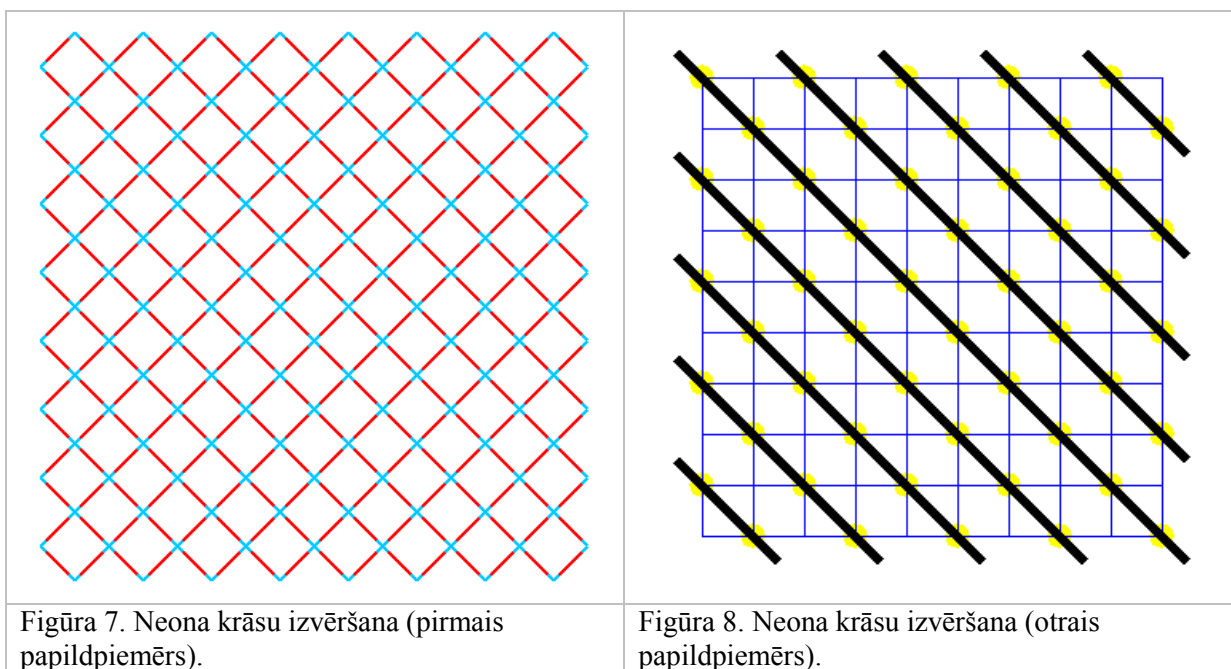 Figūra 7. Neona krāsu izvēršana (pirmais
papildpiemērs).
Figūra 8. Neona krāsu izvēršana (otrais
papildpiemērs).